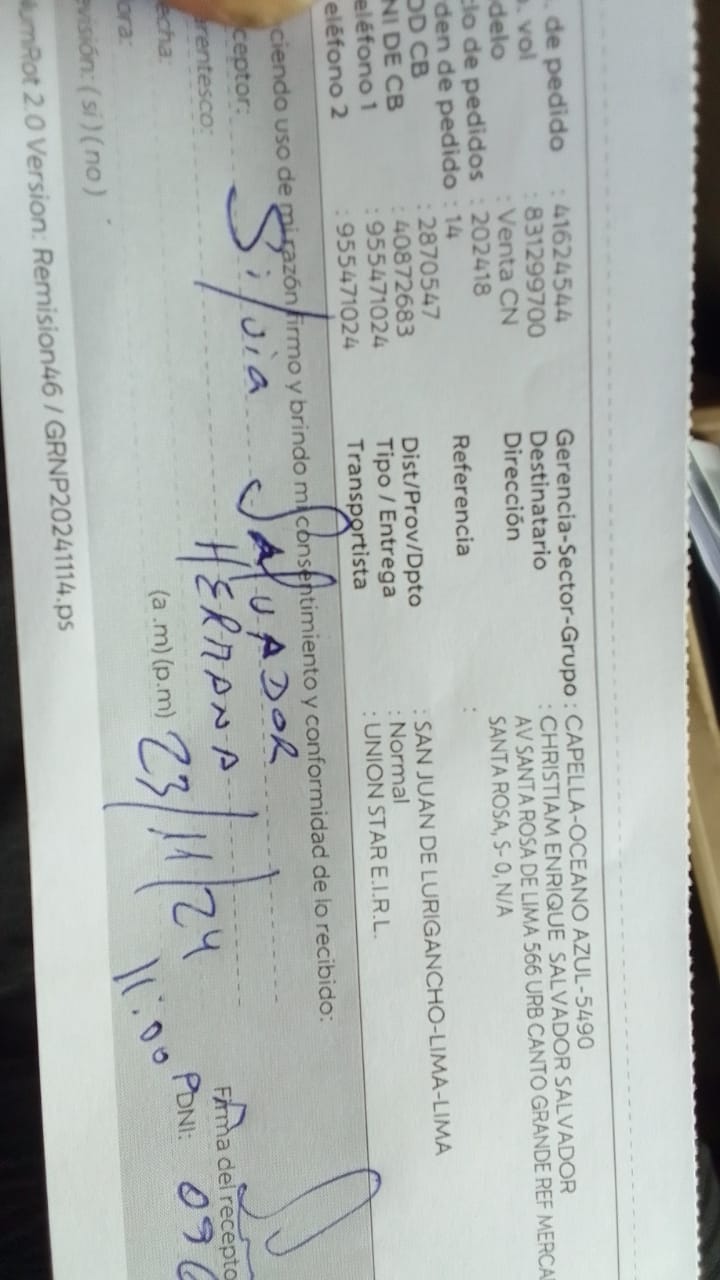 . de pedido : 41624544 Gerencia-Sector-Grupo : CAPELLA-OCEANO AZUL-5490
. vol : 831299700 Destinatario : CHRISTIAM ENRIQUE SALVADOR SALVADOR
delo : Venta CN Dirección AV SANTA ROSA DE LIMA 566 URB CANTO GRANDE REF MERCA
clo de pedidos : 202418 SANTA ROSA, S- 0, N/A
den de pedido : 14 Referencia :
OD CB : 2870547
NI DE CB : 40872683 Dist/Prov/Dpto : SAN JUAN DE LURIGANCHO-LIMA-LIMA
eléfono 1 : 955471024 Tipo / Entrega : Normal
eléfono 2 : 955471024 Transportista : UNION STAR E.I.R.L.
ciendo uso de mi razón firmo y brindo mi consentimiento y conformidad de lo recibido:
ceptor: Silvia SALVADOR
rentesco: HERMANA Firma del recepto
echa: 23/11/24
ora: (a.m)(p.m) 11:00 DNI: 09
evisión: (si) (no)
NumRot 2.0 Version: Remision46 / GRNP20241114.ps